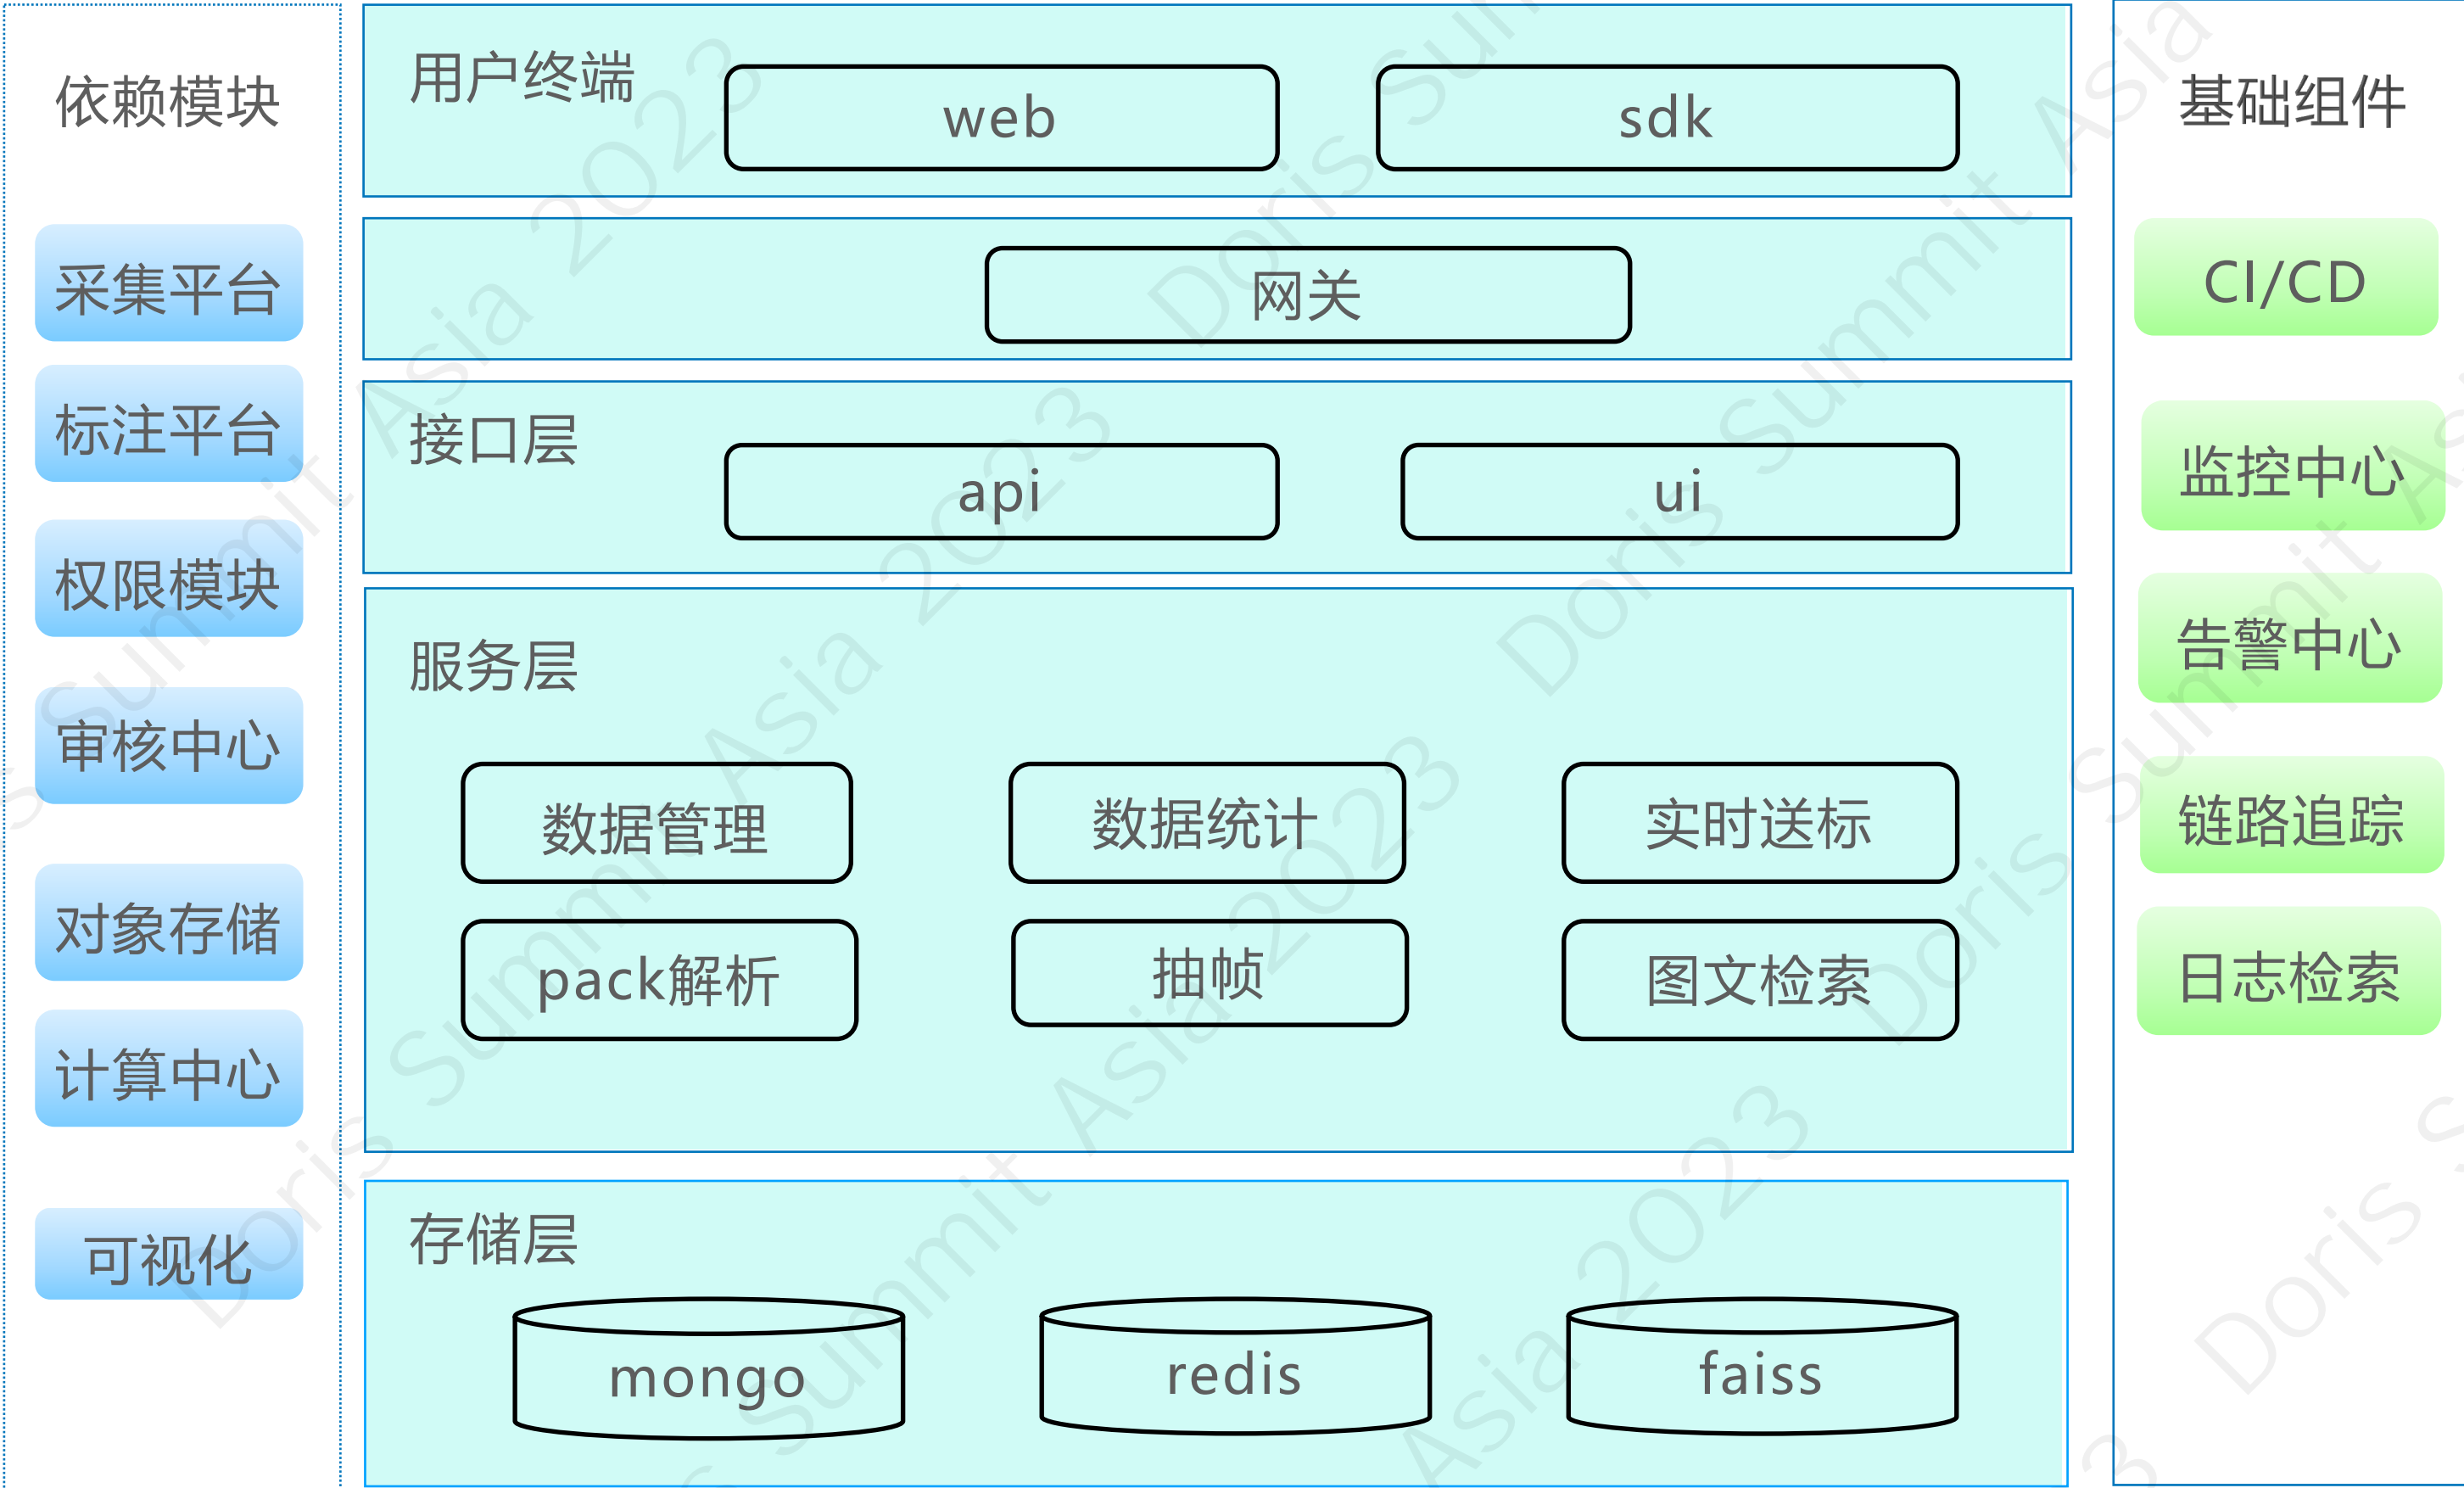 依赖模块
采集平台
标注平台
权限模块
审核中心
对象存储
计算中心
可视化
用户终端
web
sdk
网关
接口层
api
ui
服务层
数据管理
数据统计
实时送标
pack解析
抽帧
图文检索
存储层
mongo
redis
faiss
基础组件
CI/CD
监控中心
告警中心
链路追踪
日志检索
Doris Summit Asia 2023